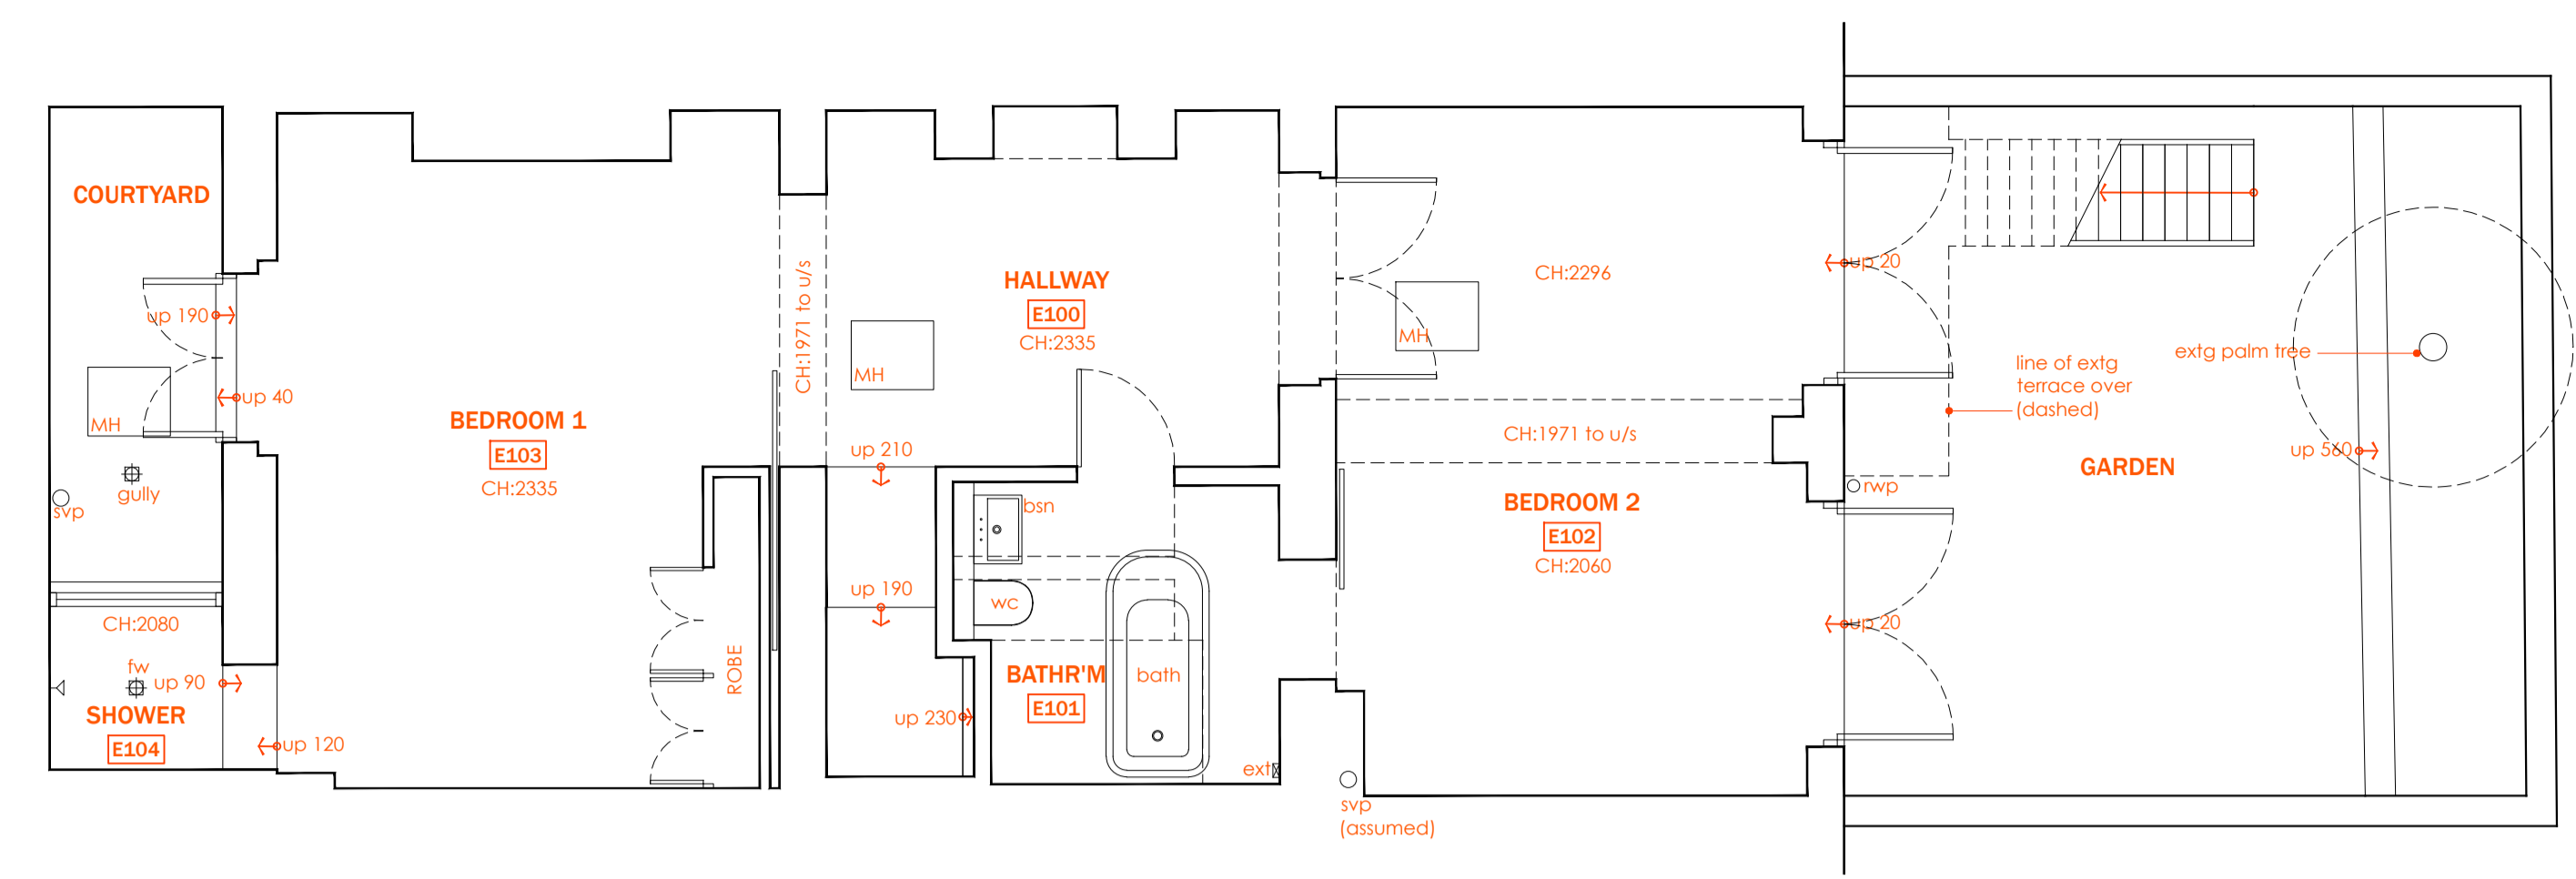 COURTYARD
up 190
up 40
MH
gully
svp
CH:2080
fw
up 90
SHOWER
E104
up 120
BEDROOM 1
E103
CH:2335
ROBE
CH:1971 to u/s
HALLWAY
E100
CH:2335
MH
up 210
up 190
up 230
bsn
wc
BATHR'M
E101
bath
ext
CH:2296
MH
CH:1971 to u/s
BEDROOM 2
E102
CH:2060
svp
(assumed)
up 20
up 20
rwp
line of extg
terrace over
(dashed)
extg palm tree
up 560
GARDEN